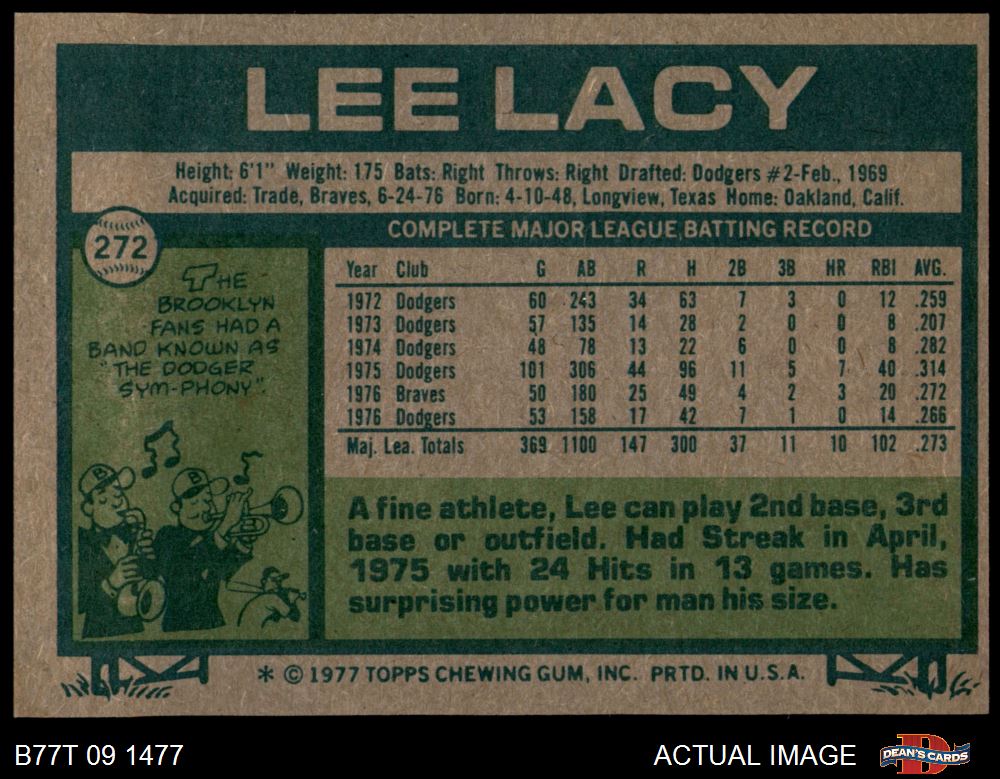 LEE LACY
Height: 6'1" Weight: 175 Bats: Right Throws: Right Drafted: Dodgers #2-Feb., 1969
Acquired: Trade, Braves, 6-24-76 Born: 4-10-48, Longview, Texas Home: Oakland, Calif.
272
THE
BROOKLYN
FANS HAD A
BAND KNOWN AS
"THE DODGER
SYM-PHONY".
B
B
COMPLETE MAJOR LEAGUE BATTING RECORD
Year Club G AB R H 2B 3B HR RBI AVG.
1972 Dodgers 60 243 34 63 7 3 0 12 .259
1973 Dodgers 57 135 14 28 2 0 0 8 .207
1974 Dodgers 48 78 13 22 6 0 0 8 .282
1975 Dodgers 101 306 44 96 11 5 7 40 .314
1976 Braves 50 180 25 49 4 2 3 20 .272
1976 Dodgers 53 158 17 42 7 1 0 14 .266
Maj. Lea. Totals 369 1100 147 300 37 11 10 102 .273
A fine athlete, Lee can play 2nd base, 3rd
base or outfield. Had Streak in April,
1975 with 24 Hits in 13 games. Has
surprising power for man his size.
* © 1977 TOPPS CHEWING GUM, INC. PRTD. IN U.S.A.
B77T 09 1477
ACTUAL IMAGE
D
DEAN'S CARDS